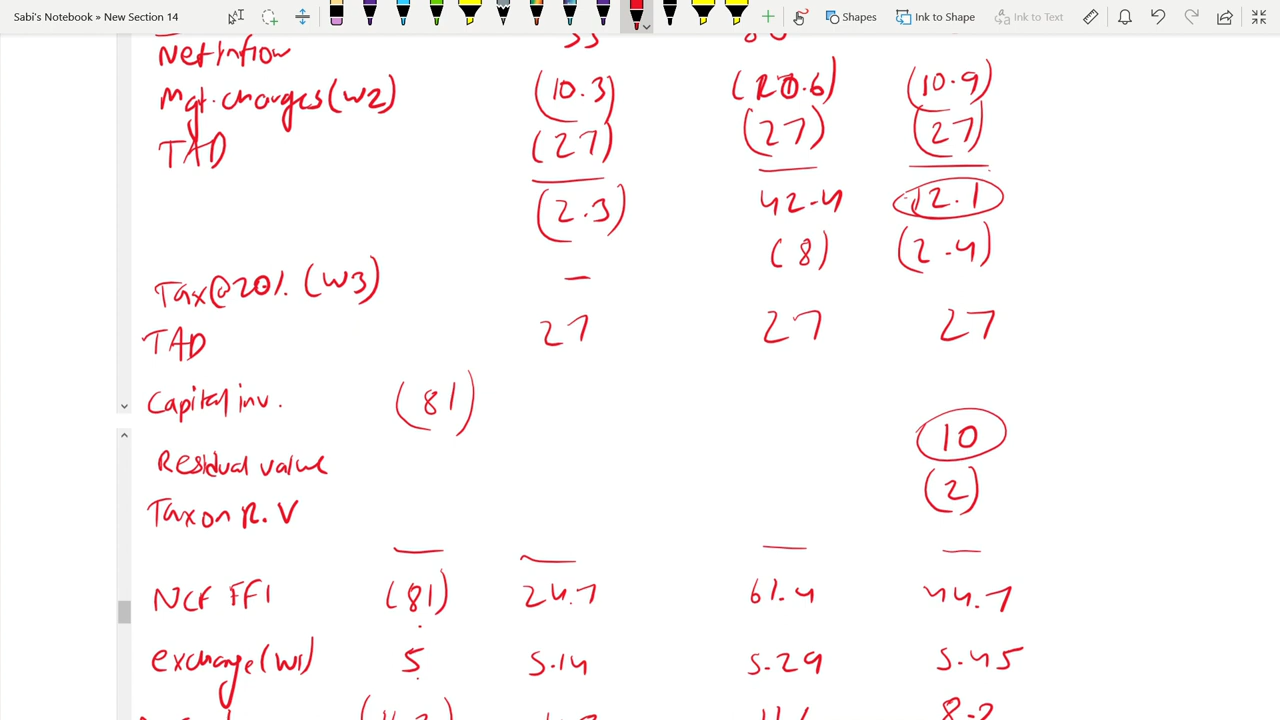 Sabi's Notebook » New Section 14
Shapes Ink to Shape Ink to Text
Net Inflow
Mgt. charges (W2) (10.3) (20.6) (10.9)
TAD (27) (27) (27)
(2.3) 42.4 12.1
Tax@20%. (W3) – (8) (2.4)
TAD 27 27 27
Capital inv. (81)
Residual value 10
Tax on R.V (2)
NCF FFI (81) 24.7 61.4 44.7
exchange(W1) 5 5.14 5.29 5.45